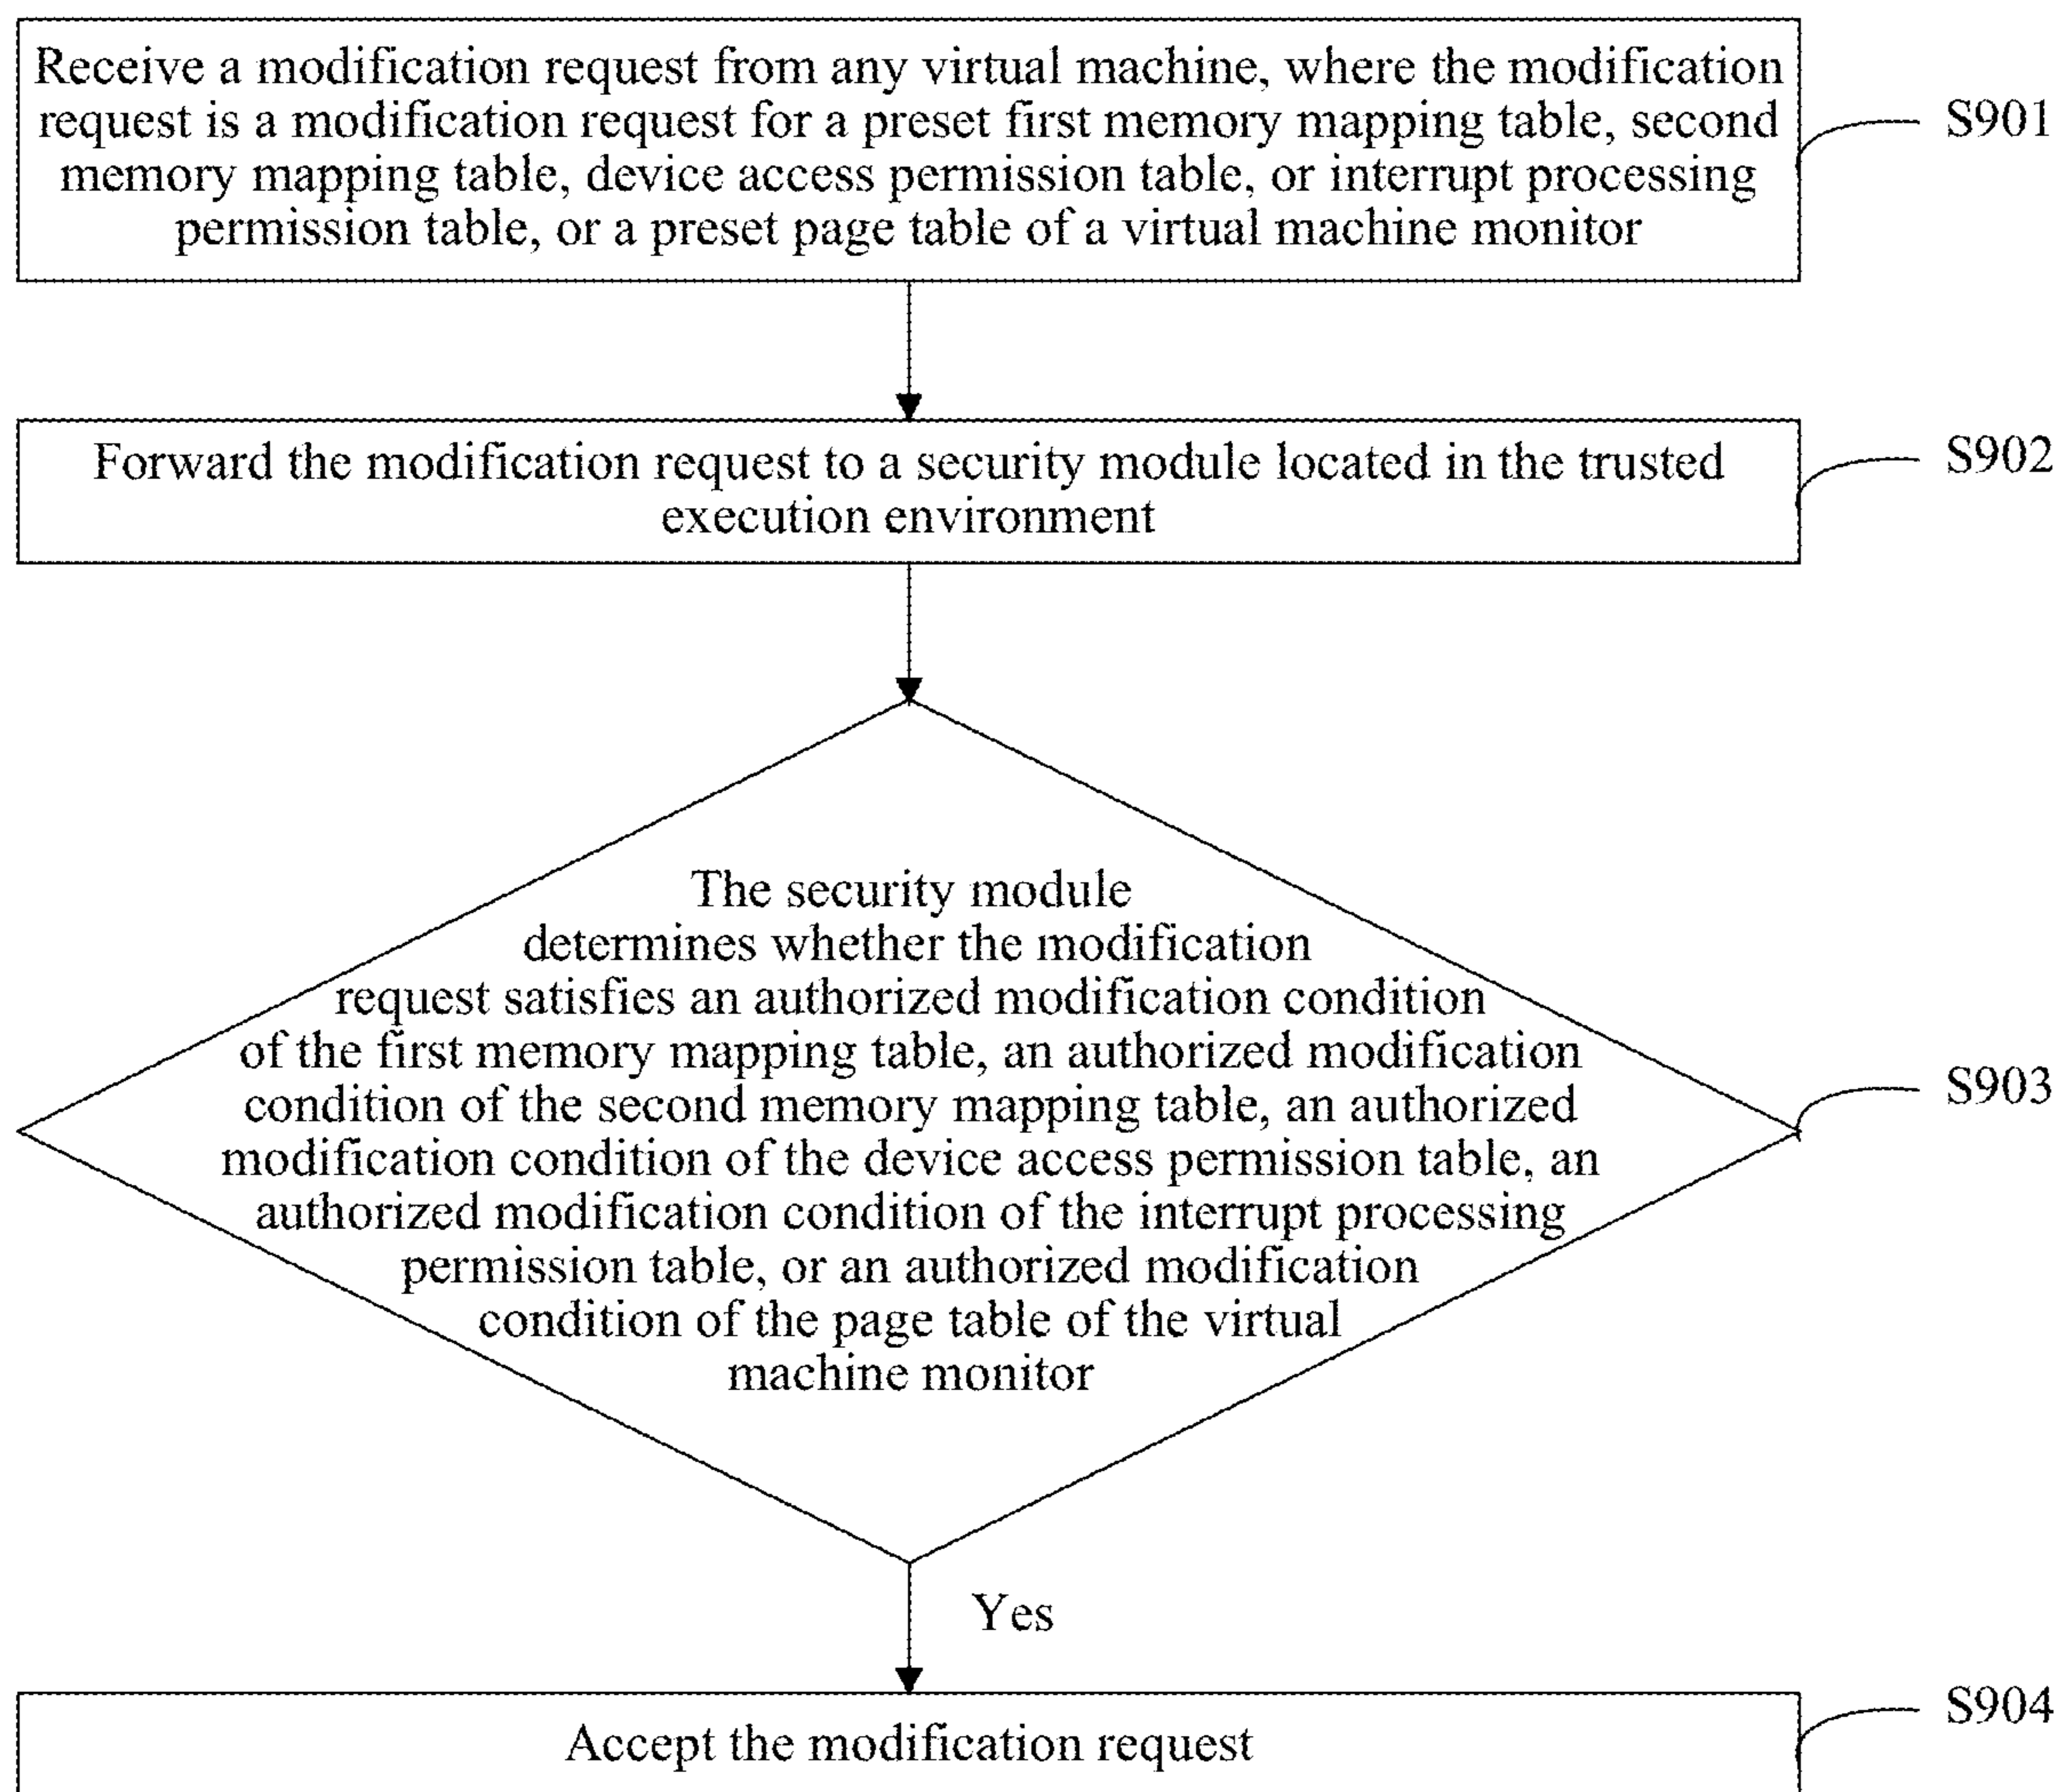 Receive a modification request from any virtual machine, where the modification
request is a modification request for a preset first memory mapping table, second
memory mapping table, device access permission table, or interrupt processing
permission table, or a preset page table of a virtual machine monitor
S901
Forward the modification request to a security module located in the trusted
execution environment
S902
The security module
determines whether the modification
request satisfies an authorized modification condition
of the first memory mapping table, an authorized modification
condition of the second memory mapping table, an authorized
modification condition of the device access permission table, an
authorized modification condition of the interrupt processing
permission table, or an authorized modification
condition of the page table of the virtual
machine monitor
S903
Yes
Accept the modification request
S904